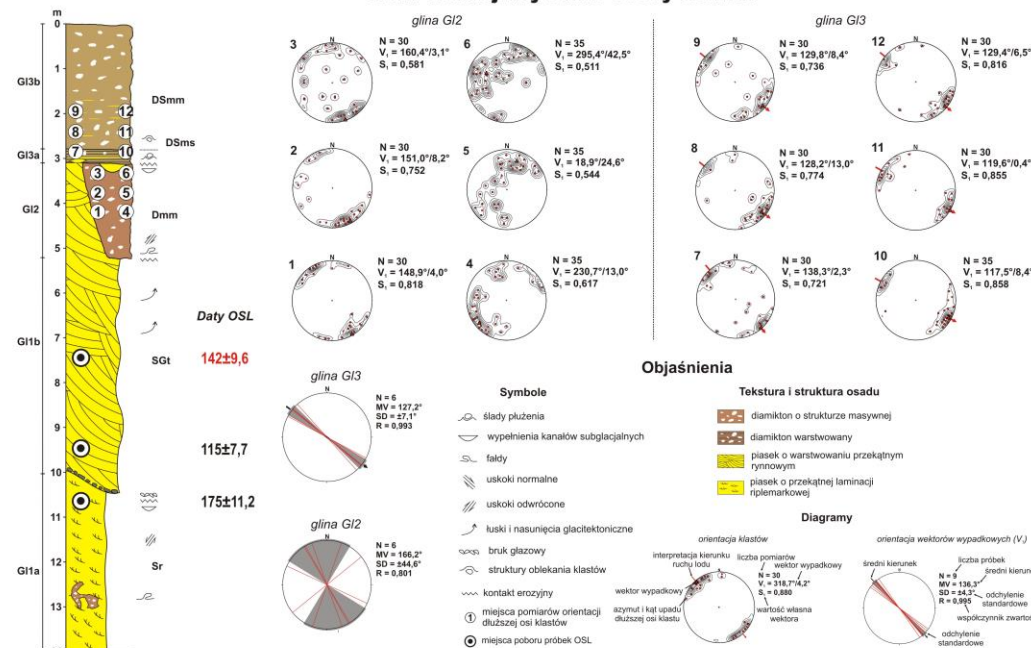 m
0
1
2
3
4
5
6
7
8
9
10
11
12
13
Gl3b
Gl3a
Gl2
Gl1b
Gl1a
9
12
8
11
7
10
3
6
2
5
1
4
DSmm
DSms
Dmm
SGt
Sr
Daty OSL
142±9,6
115±7,7
175±11,2
glina Gl2
3
N
N = 30
V₁ = 160,4°/3,1°
S₁ = 0,581
6
N
N = 35
V₁ = 295,4°/42,5°
S₁ = 0,511
2
N
N = 30
V₁ = 151,0°/8,2°
S₁ = 0,752
5
N
N = 35
V₁ = 18,9°/24,6°
S₁ = 0,544
1
N
N = 30
V₁ = 148,9°/4,0°
S₁ = 0,818
4
N
N = 35
V₁ = 230,7°/13,0°
S₁ = 0,617
glina Gl3
9
N
N = 30
V₁ = 129,8°/8,4°
S₁ = 0,736
12
N
N = 30
V₁ = 129,4°/6,5°
S₁ = 0,816
8
N
N = 30
V₁ = 128,2°/13,0°
S₁ = 0,774
11
N
N = 30
V₁ = 119,6°/0,4°
S₁ = 0,855
7
N
N = 30
V₁ = 138,3°/2,3°
S₁ = 0,721
10
N
N = 35
V₁ = 117,5°/8,4°
S₁ = 0,858
glina Gl3
N
N = 6
MV = 127,2°
SD = ±7,1°
R = 0,993
glina Gl2
N
N = 6
MV = 166,2°
SD = ±44,6°
R = 0,801
Objaśnienia
Symbole
ślady płużenia
wypełnienia kanałów subglacjalnych
fałdy
uskoki normalne
uskoki odwrócone
łuski i nasunięcia glacitektoniczne
bruk głazowy
struktury oblekania klastów
kontakt erozyjny
1
miejsca pomiarów orientacji
dłuższej osi klastów
miejsca poboru próbek OSL
Tekstura i struktura osadu
diamikton o strukturze masywnej
diamikton warstwowany
piasek o warstwowaniu przekątnym
rynnowym
piasek o przekątnej laminacji
riplemarkowej
Diagramy
orientacja klastów
interpretacja kierunku
ruchu lodu
liczba pomiarów
wektor wypadkowy
N = 30
V₁ = 318,7°/4,2°
S₁ = 0,880
wektor wypadkowy
azymut i kąt upadu
dłuższej osi klastu
wartość własna
wektora
orientacja wektorów wypadkowych (V₁)
liczba próbek
średni kierunek
średni kierun
N = 9
MV = 136,3°
SD = ±4,3°
R = 0,995
odchylenie
standardowe
współczynnik zwartoś
odchylenie
standardowe